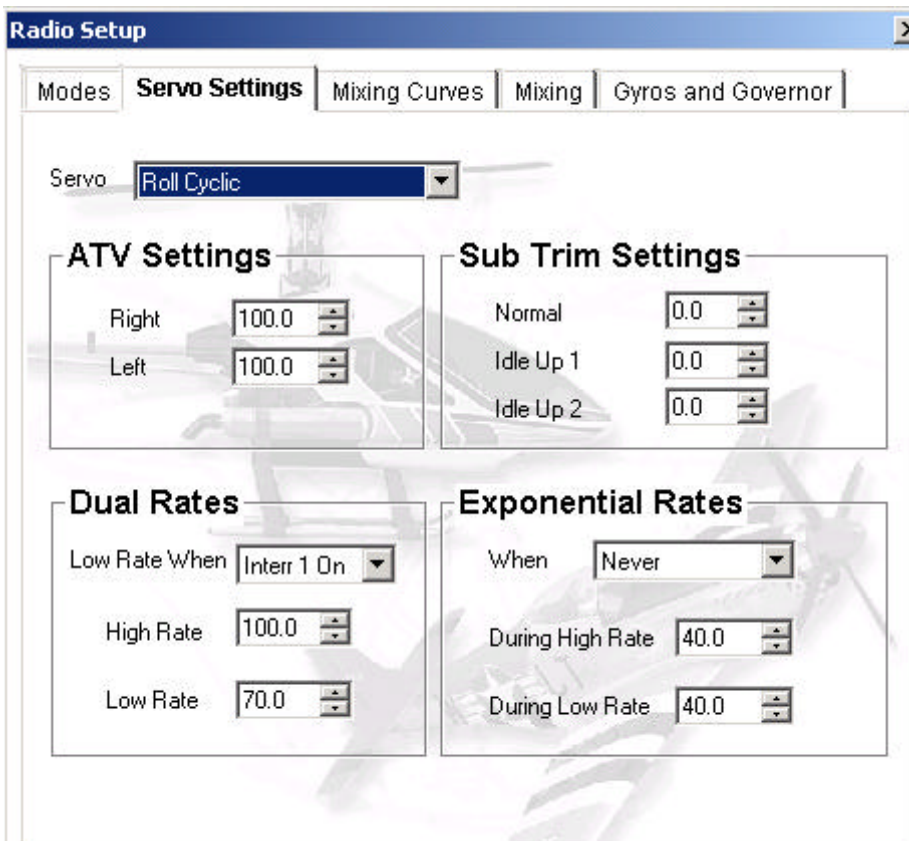 Radio Setup
Modes Servo Settings Mixing Curves Mixing Gyros and Governor
Servo Roll Cyclic
ATV Settings
Right 100.0
Left 100.0
Sub Trim Settings
Normal 0.0
Idle Up 1 0.0
Idle Up 2 0.0
Dual Rates
Low Rate When Interr 1 On
High Rate 100.0
Low Rate 70.0
Exponential Rates
When Never
During High Rate 40.0
During Low Rate 40.0